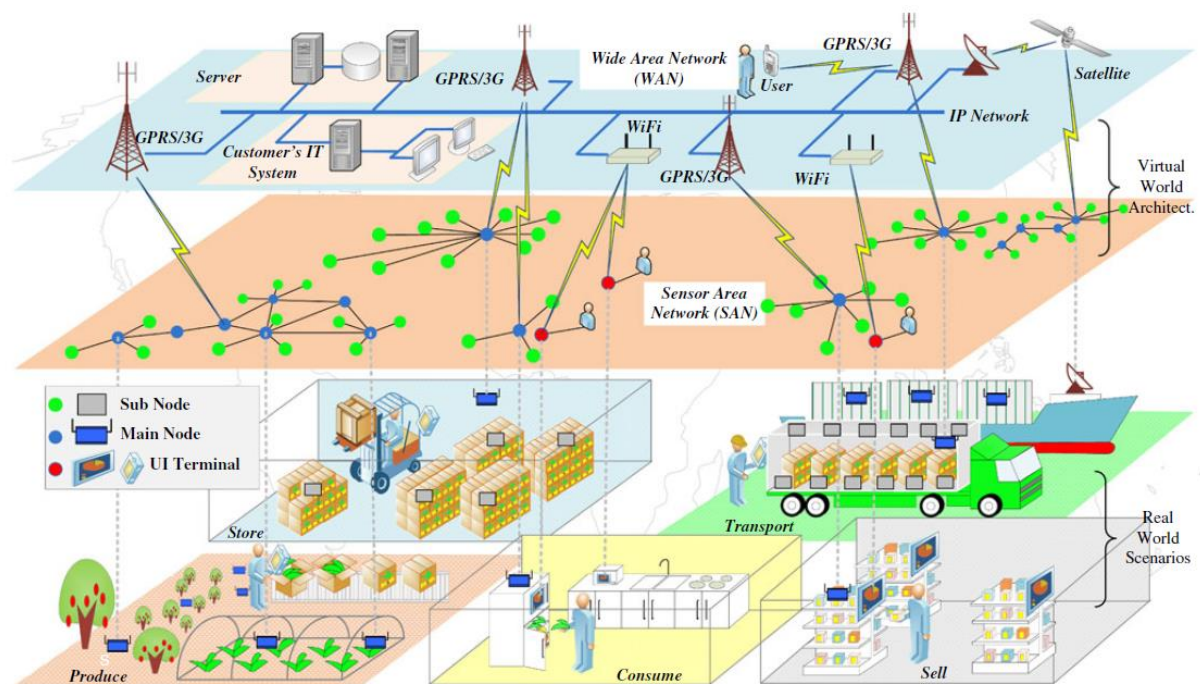 Server
GPRS/3G
Wide Area Network
(WAN)
User
GPRS/3G
Satellite
GPRS/3G
Customer's IT
System
WiFi
GPRS/3G
WiFi
IP Network
Virtual
World
Architect.
Sensor Area
Network (SAN)
Sub Node
Main Node
UI Terminal
Store
Transport
Real
World
Scenarios
S
Produce
Consume
Sell